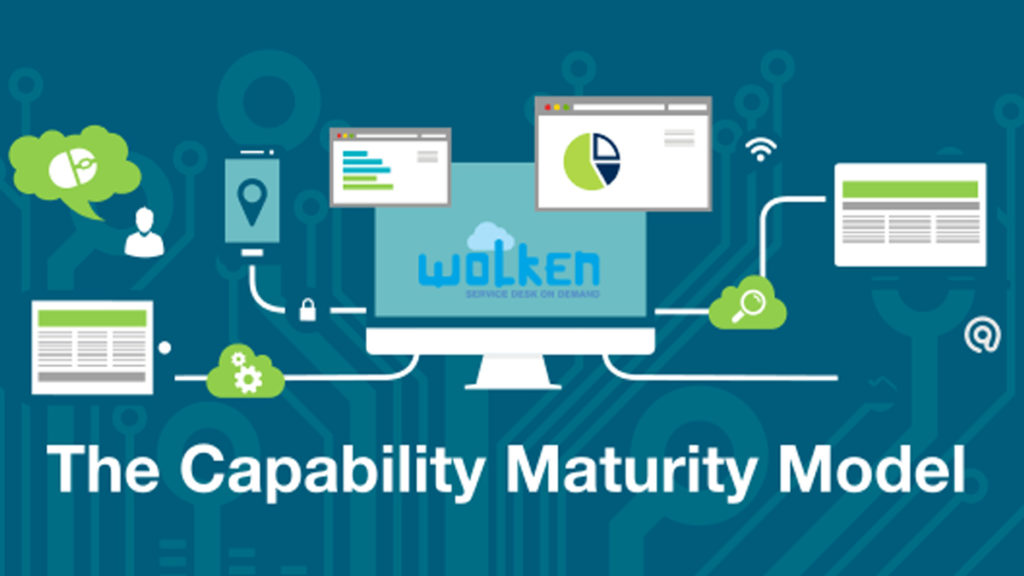 wolken
SERVICE DESK ON DEMAND
The Capability Maturity Model